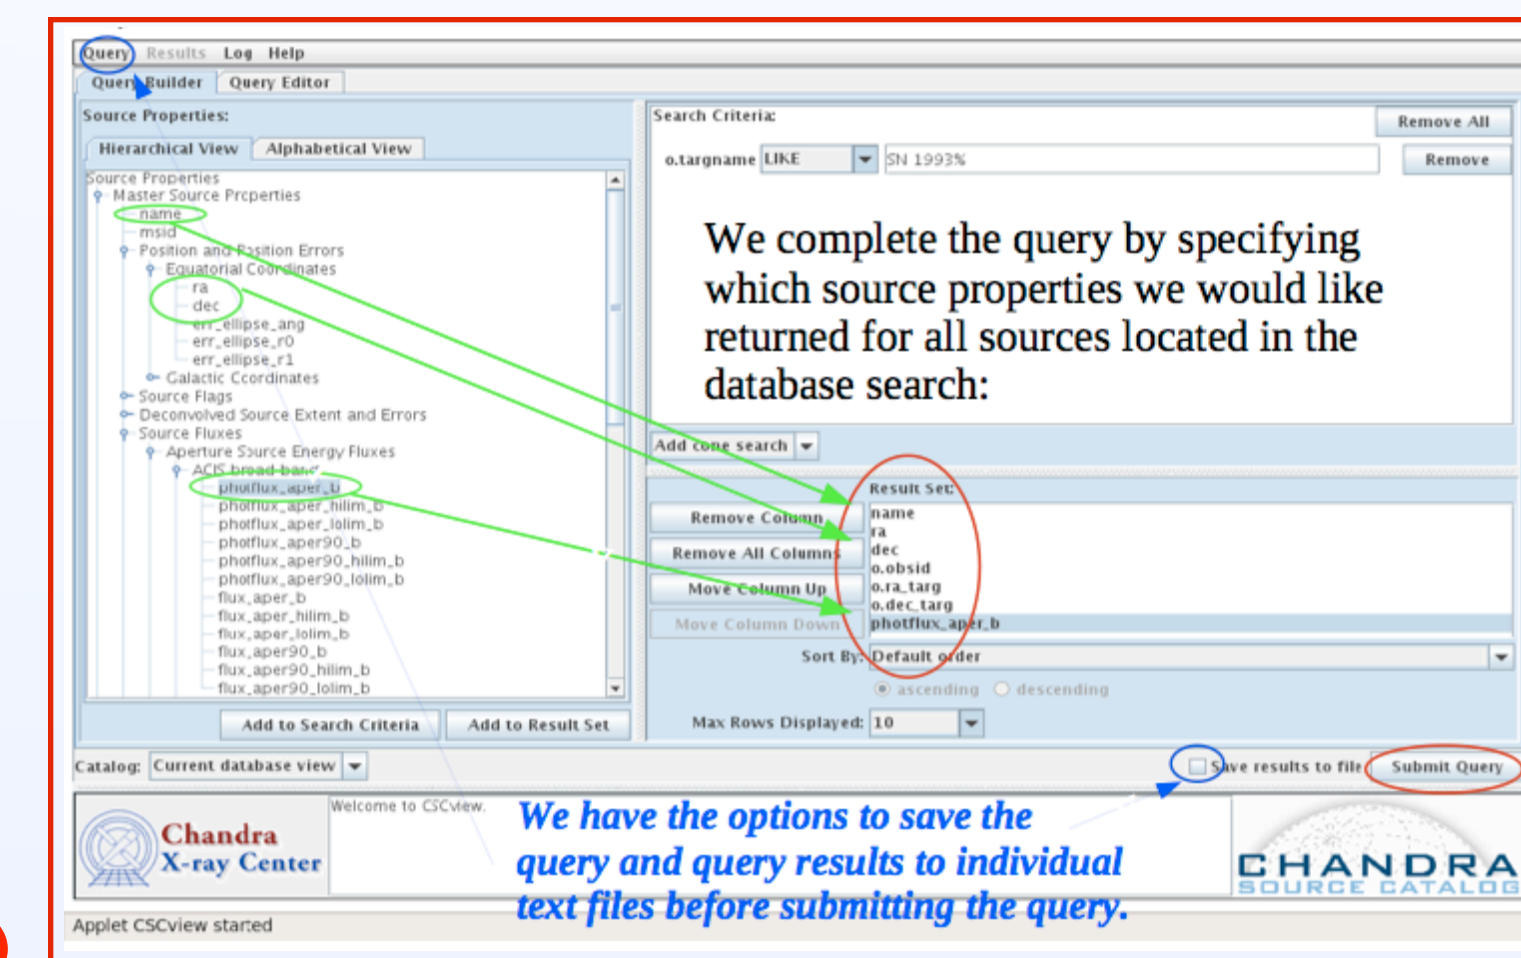 Query Results Log Help
Query Builder Query Editor
Source Properties:
Hierarchical View Alphabetical View
Source Properties
Master Source Properties
name
msid
Position and Position Errors
Equatorial Coordinates
ra
dec
err_ellipse_ang
err_ellipse_r0
err_ellipse_r1
Galactic Coordinates
Source Flags
Deconvolved Source Extent and Errors
Source Fluxes
Aperture Source Energy Fluxes
ACIS broad band
photflux_aper_b
photflux_aper_hilim_b
photflux_aper_lolim_b
photflux_aper90_b
photflux_aper90_hilim_b
photflux_aper90_lolim_b
flux_aper_b
flux_aper_hilim_b
flux_aper_lolim_b
flux_aper90_b
flux_aper90_hilim_b
flux_aper90_lolim_b
Add to Search Criteria Add to Result Set
Search Criteria:
Remove All
o.targname LIKE SN 1993% Remove
We complete the query by specifying
which source properties we would like
returned for all sources located in the
database search:
Add cone search
Result Set:
Remove Column
Remove All Columns
Move Column Up
Move Column Down
name
ra
dec
o.obsid
o.ra_targ
o.dec_targ
photflux_aper_b
Sort By: Default order
ascending descending
Max Rows Displayed: 10
Catalog: Current database view
Save results to file Submit Query
Chandra
X-ray Center
Welcome to CSCview.
We have the options to save the
query and query results to individual
text files before submitting the query.
CHANDRA
SOURCE CATALOG
Applet CSCview started